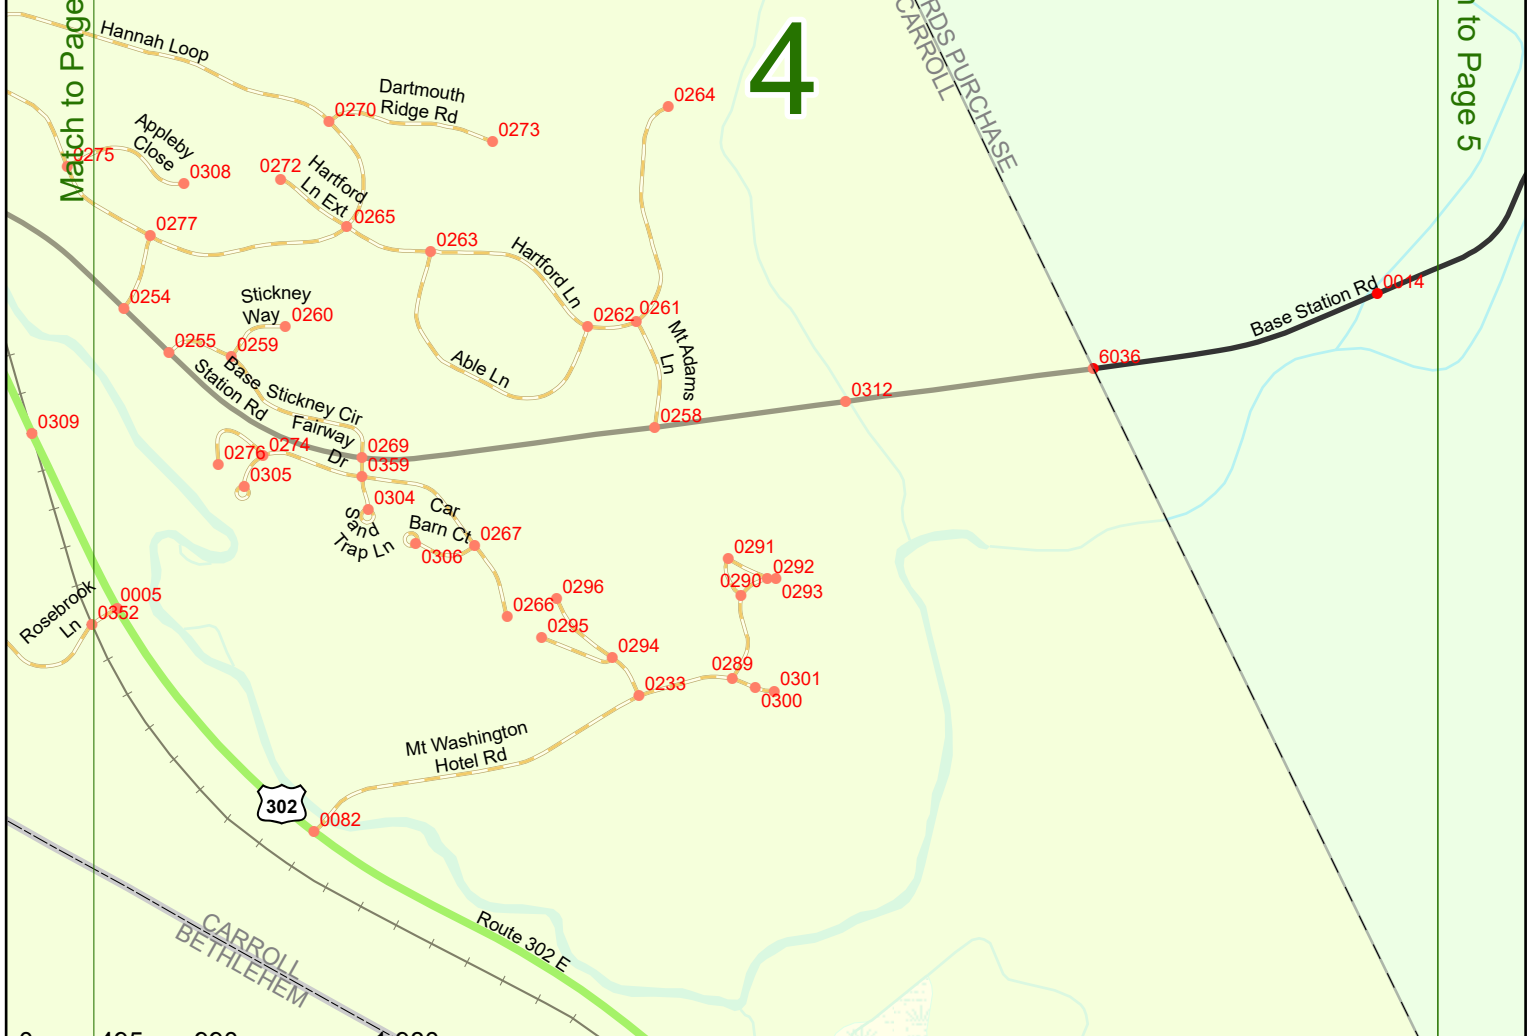 Match to Page
4
RDS PURCHASE
CARROLL
n to Page 5
Hannah Loop
Dartmouth
Ridge Rd
0264
0270
0273
Appleby
Close
0275
0308
0272
Hartford
Ln Ext
0265
0277
0263
Hartford Ln
0254
Stickney
Way
0260
0262
0261
0014
Base Station Rd
0255
0259
Able Ln
Mt Adams
Ln
6036
0312
Base
Station Rd
Stickney Cir
Fairway
Dr
0258
0309
0269
0274
0276
0359
0305
0304
Sand
Trap Ln
Car
Barn Ct
0306
0267
0291
0292
0290
0293
Rosebrook
Ln
0005
0352
0296
0266
0295
0294
0289
0301
0300
0233
Mt Washington
Hotel Rd
302
0082
Route 302 E
CARROLL
BETHLEHEM